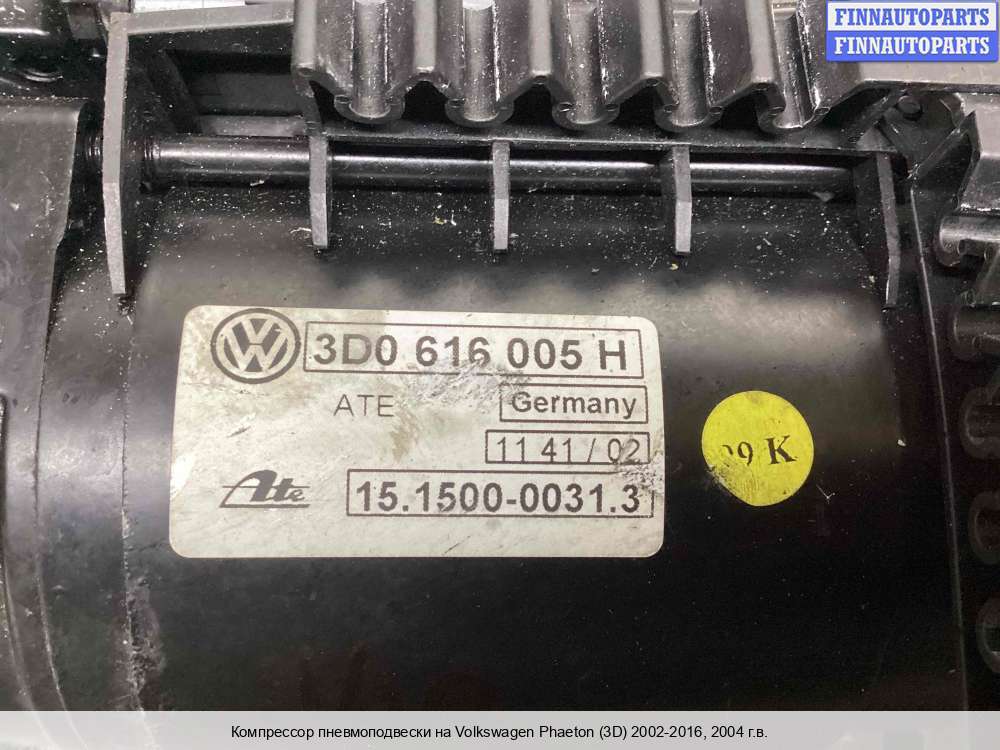 FINNAUTOPARTS
FINNAUTOPARTS
3D0 616 005 H
ATE
Germany
11 41 / 02
Ate
15.1500-0031.3
K
Компрессор пневмоподвески на Volkswagen Phaeton (3D) 2002-2016, 2004 г.в.